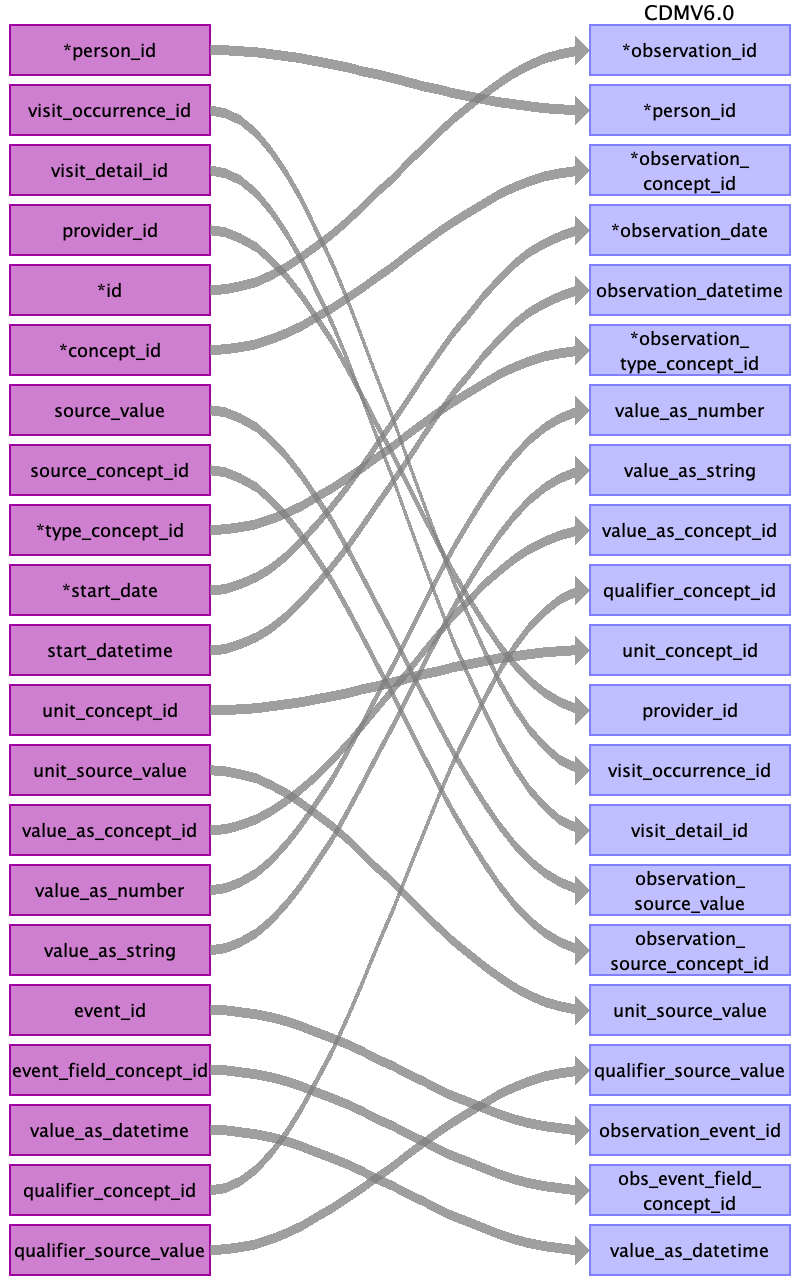 CDMV6.0
*person_id
visit_occurrence_id
visit_detail_id
provider_id
*id
*concept_id
source_value
source_concept_id
*type_concept_id
*start_date
start_datetime
unit_concept_id
unit_source_value
value_as_concept_id
value_as_number
value_as_string
event_id
event_field_concept_id
value_as_datetime
qualifier_concept_id
qualifier_source_value
*observation_id
*person_id
*observation_
concept_id
*observation_date
observation_datetime
*observation_
type_concept_id
value_as_number
value_as_string
value_as_concept_id
qualifier_concept_id
unit_concept_id
provider_id
visit_occurrence_id
visit_detail_id
observation_
source_value
observation_
source_concept_id
unit_source_value
qualifier_source_value
observation_event_id
obs_event_field_
concept_id
value_as_datetime